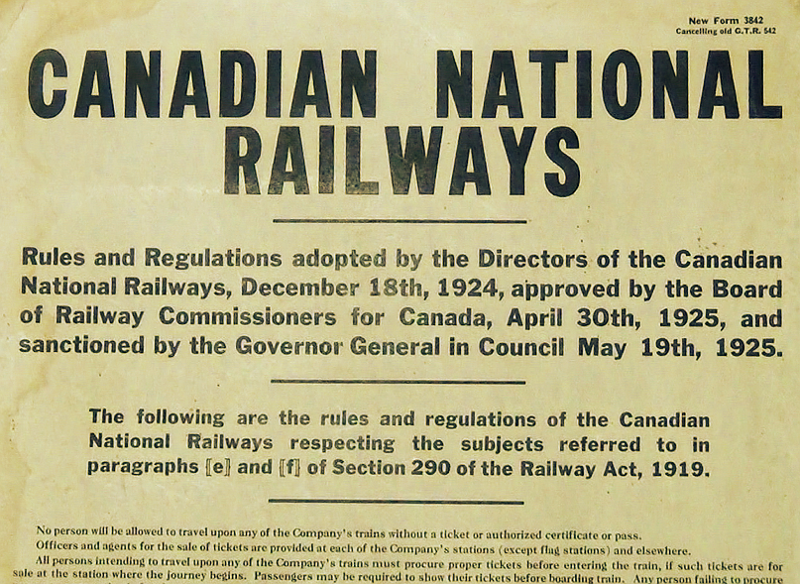 New Form 3842
Cancelling old G.T.R. 542
CANADIAN NATIONAL
RAILWAYS
Rules and Regulations adopted by the Directors of the Canadian
National Railways, December 18th, 1924, approved by the Board
of Railway Commissioners for Canada, April 30th, 1925, and
sanctioned by the Governor General in Council May 19th, 1925.
The following are the rules and regulations of the Canadian
National Railways respecting the subjects referred to in
paragraphs [e] and [f] of Section 290 of the Railway Act, 1919.
No person will be allowed to travel upon any of the Company's trains without a ticket or authorized certificate or pass.
Officers and agents for the sale of tickets are provided at each of the Company's stations (except flag stations) and elsewhere.
All persons intending to travel upon any of the Company's trains must procure proper tickets before entering the train, if such tickets are for
sale at the station where the journey begins. Passengers may be required to show their tickets before boarding train. Any person failing to procure